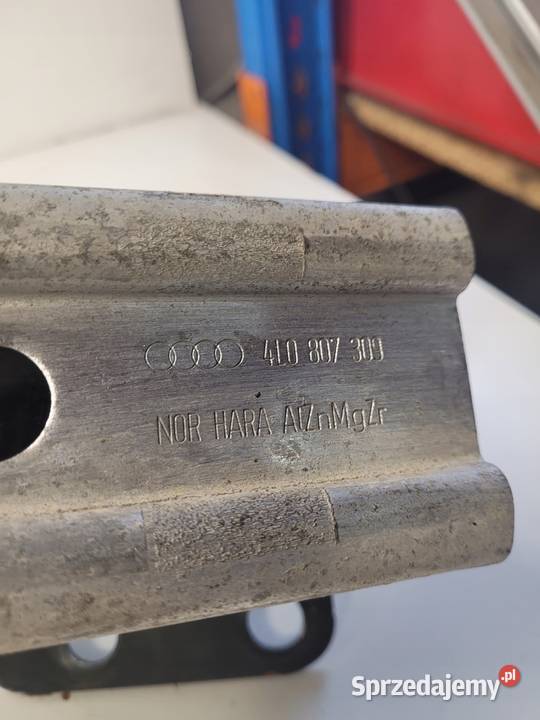 4L0 807 309
NOR HARA AlZnMgZr
Sprzedajemy.pl